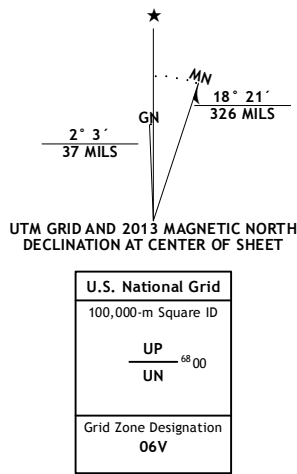 ★
MN
GN
18° 21´
326 MILS
2° 3´
37 MILS
UTM GRID AND 2013 MAGNETIC NORTH
DECLINATION AT CENTER OF SHEET
U.S. National Grid
100,000-m Square ID
UP
68 00
UN
Grid Zone Designation
06V